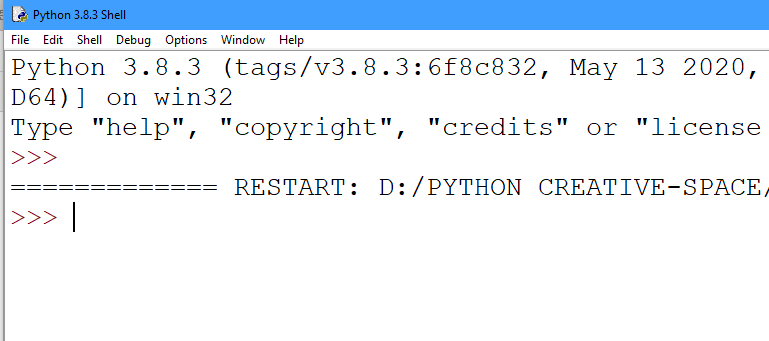 Python 3.8.3 Shell
File Edit Shell Debug Options Window Help
Python 3.8.3 (tags/v3.8.3:6f8c832, May 13 2020,
D64)] on win32
Type "help", "copyright", "credits" or "license
>>>
============= RESTART: D:/PYTHON CREATIVE-SPACE/
>>>